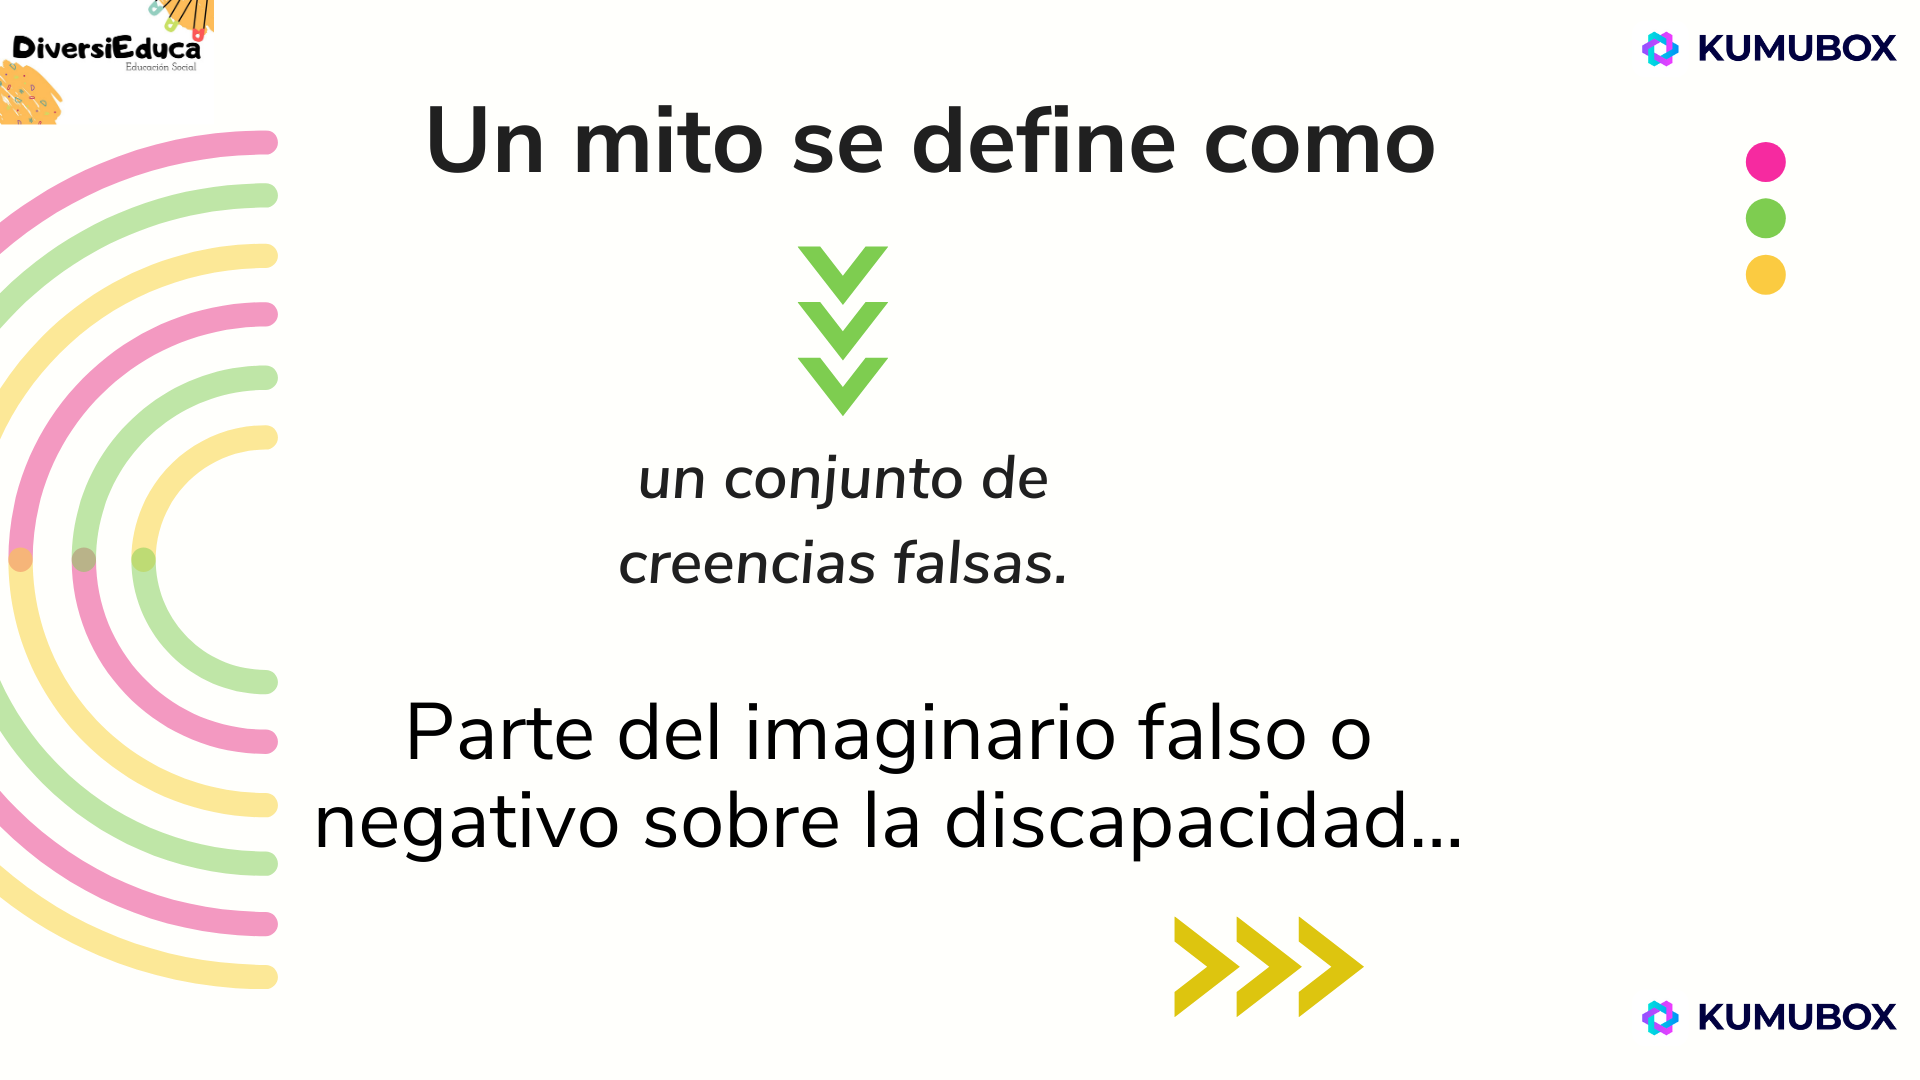 DiversiEduca
Educación Social
KUMUBOX
Un mito se define como
un conjunto de
creencias falsas.
Parte del imaginario falso o
negativo sobre la discapacidad...
KUMUBOX